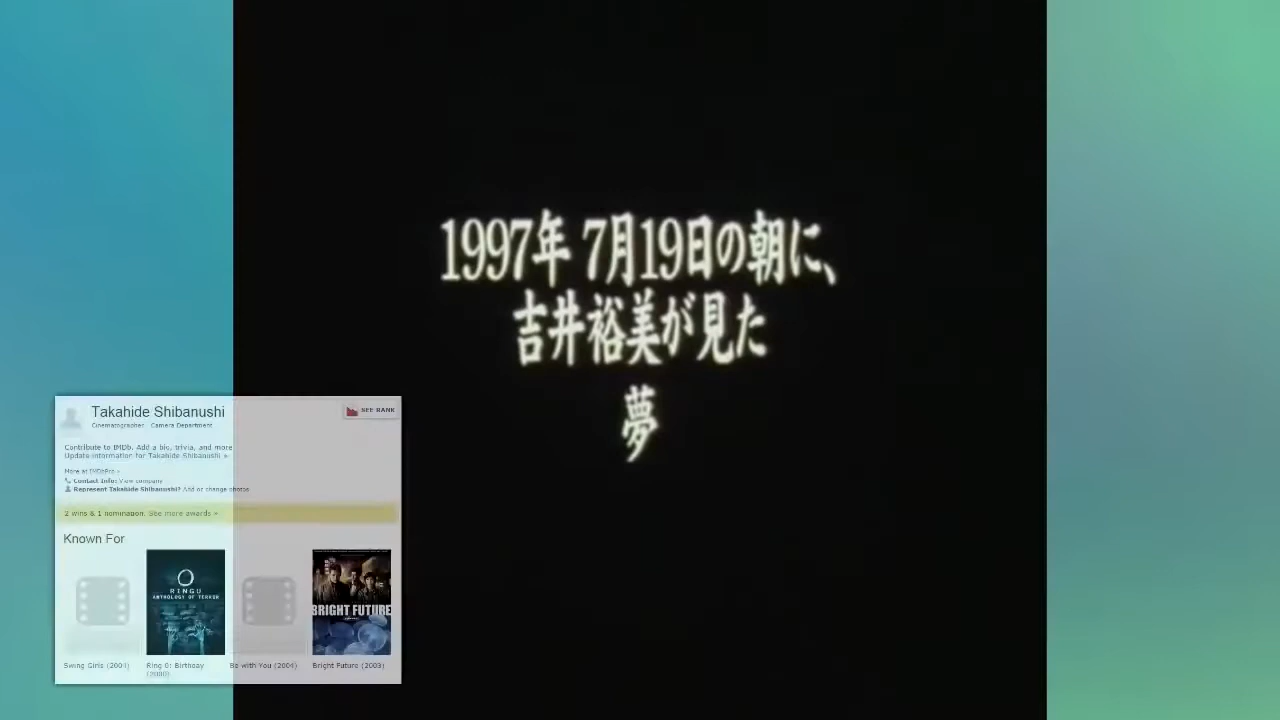 1997年 7月19日の朝に、
吉井裕美が見た
夢
Takahide Shibanushi
SEE RANK
Cinematographer Camera Department
Contribute to IMDb. Add a bio, trivia, and more
Update information for Takahide Shibanushi »
More at IMDbPro »
Contact Info: View company
Represent Takahide Shibanushi? Add or change photos
2 wins & 1 nomination. See more awards »
Known For
RINGU
ANTHOLOGY OF TERROR
BRIGHT FUTURE
Swing Girls (2004)
Ring 0: Birthday
(2000)
Be with You (2004)
Bright Future (2003)